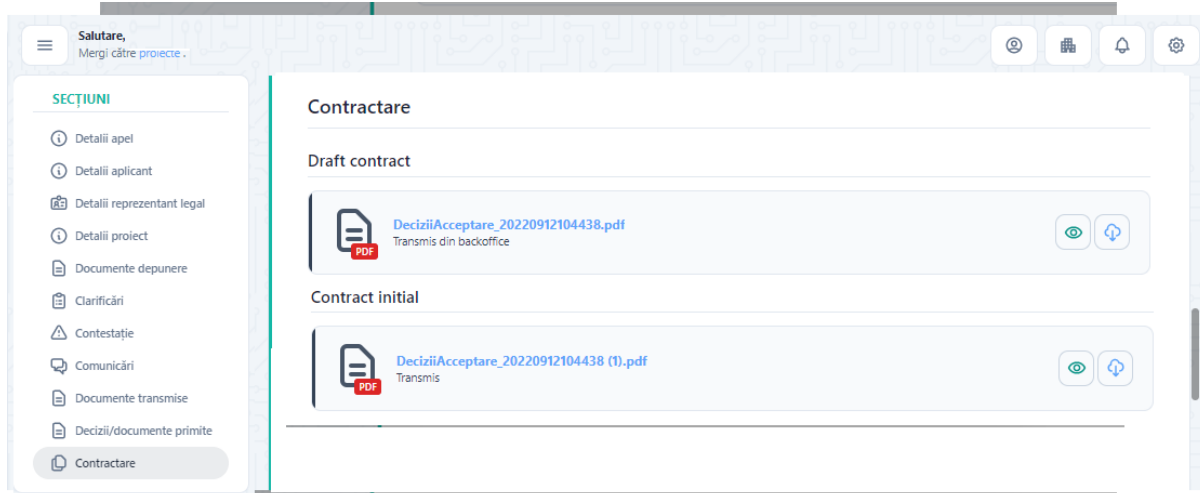 Salutare,
Mergi către proiecte .
SECȚIUNI
Detalii apel
Detalii aplicant
Detalii reprezentant legal
Detalii proiect
Documente depunere
Clarificări
Contestație
Comunicări
Documente transmise
Decizii/documente primite
Contractare
Contractare
Draft contract
PDF
DeciziiAcceptare_20220912104438.pdf
Transmis din backoffice
Contract initial
PDF
DeciziiAcceptare_20220912104438 (1).pdf
Transmis